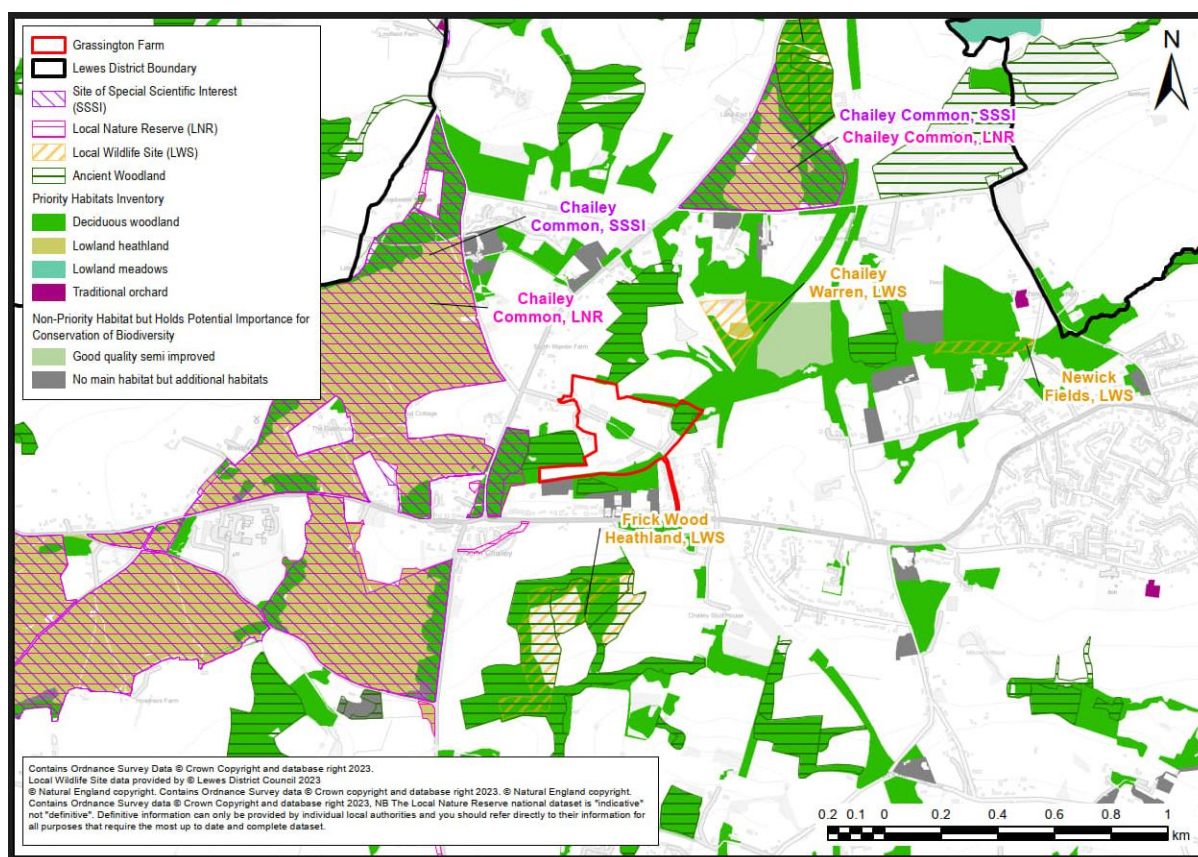 Grassington Farm
Lewes District Boundary
Site of Special Scientific Interest
(SSSI)
Local Nature Reserve (LNR)
Local Wildlife Site (LWS)
Ancient Woodland
Priority Habitats Inventory
Deciduous woodland
Lowland heathland
Lowland meadows
Traditional orchard
Non-Priority Habitat but Holds Potential Importance for
Conservation of Biodiversity
Good quality semi improved
No main habitat but additional habitats
N
Chailey Common, SSSI
Chailey Common, LNR
Chailey
Common, SSSI
Chailey
Common, LNR
Chailey
Warren, LWS
Newick
Fields, LWS
Frick Wood
Heathland, LWS
Contains Ordnance Survey Data © Crown Copyright and database right 2023.
Local Wildlife Site data provided by © Lewes District Council 2023
© Natural England copyright. Contains Ordnance Survey data © Crown copyright and database right 2023. © Natural England copyright.
Contains Ordnance Survey data © Crown Copyright and database right 2023, NB The Local Nature Reserve national dataset is "indicative"
not "definitive". Definitive information can only be provided by individual local authorities and you should refer directly to their information for
all purposes that require the most up to date and complete dataset.
0.2 0.1 0 0.2 0.4 0.6 0.8 1
km